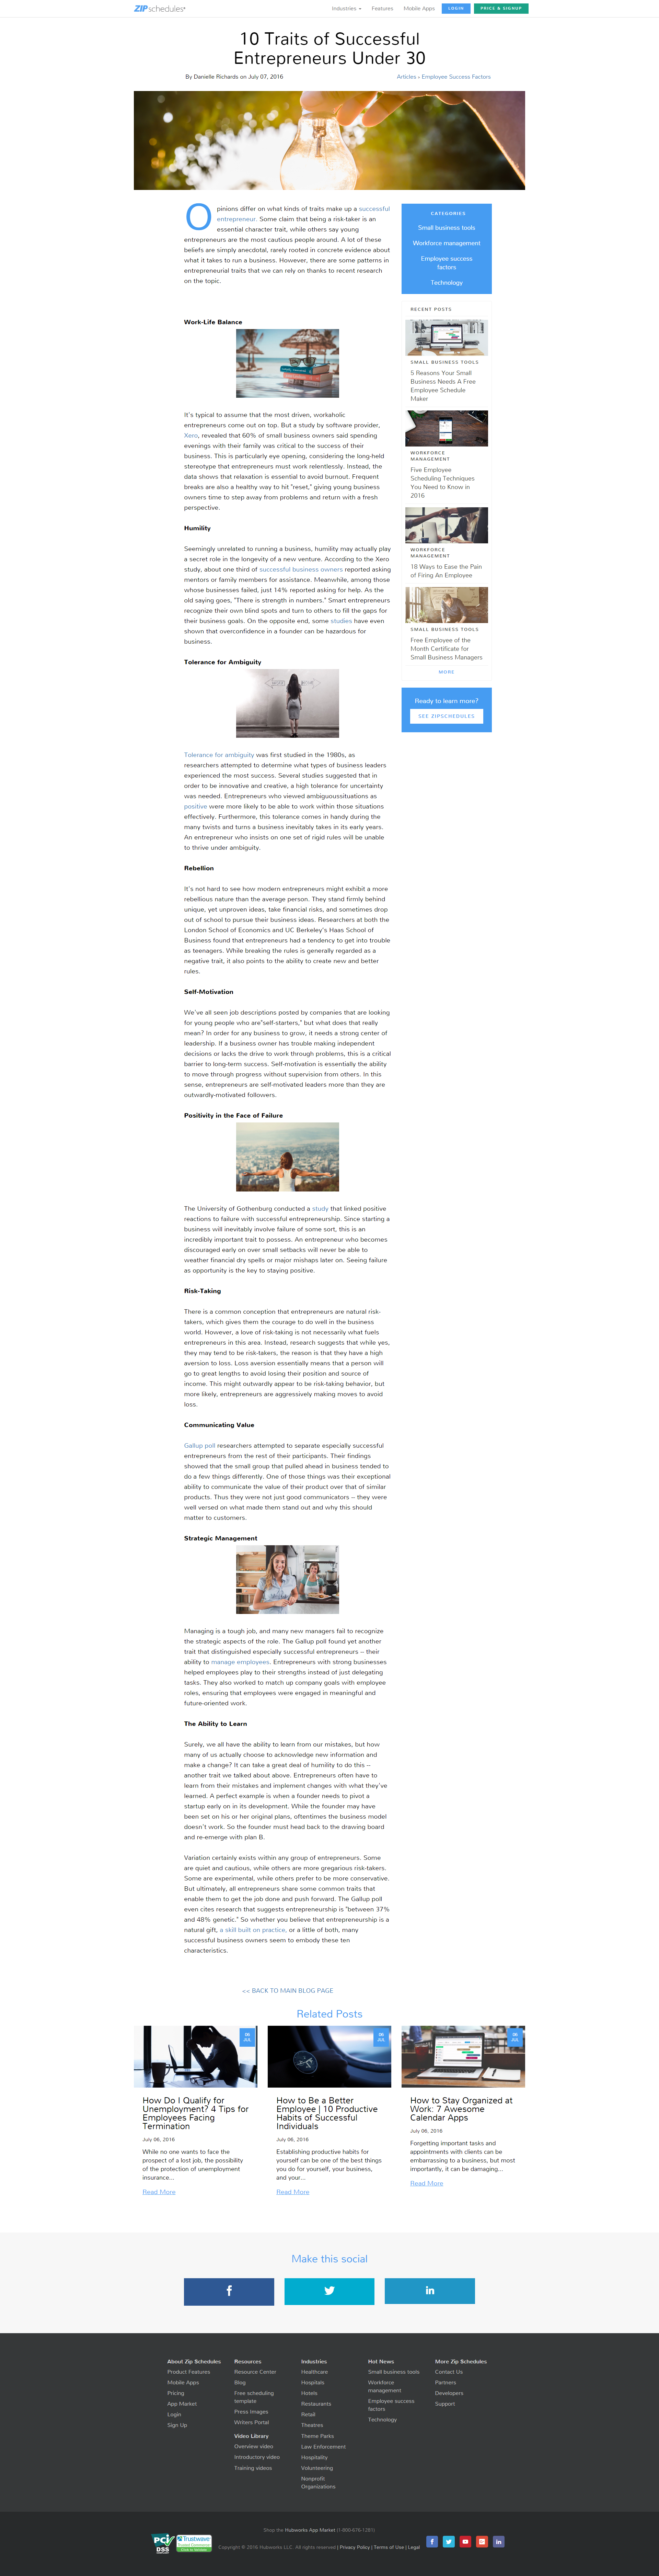 ZIPschedules
Industries
Features
Mobile Apps
LOGIN
PRICE & SIGNUP
10 Traits of Successful
Entrepreneurs Under 30
By Danielle Richards on July 07, 2016
Articles › Employee Success Factors
Opinions differ on what kinds of traits make up a successful
entrepreneur. Some claim that being a risk-taker is an
essential character trait, while others say young
entrepreneurs are the most cautious people around. A lot of these
beliefs are simply anecdotal, rarely rooted in concrete evidence about
what it takes to run a business. However, there are some patterns in
entrepreneurial traits that we can rely on thanks to recent research
on the topic.
Work-Life Balance
It's typical to assume that the most driven, workaholic
entrepreneurs come out on top. But a study by software provider,
Xero, revealed that 60% of small business owners said spending
evenings with their family was critical to the success of their
business. This is particularly eye opening, considering the long-held
stereotype that entrepreneurs must work relentlessly. Instead, the
data shows that relaxation is essential to avoid burnout. Frequent
breaks are also a healthy way to hit "reset," giving young business
owners time to step away from problems and return with a fresh
perspective.
Humility
Seemingly unrelated to running a business, humility may actually play
a secret role in the longevity of a new venture. According to the Xero
study, about one third of successful business owners reported asking
mentors or family members for assistance. Meanwhile, among those
whose businesses failed, just 14% reported asking for help. As the
old saying goes, "There is strength in numbers." Smart entrepreneurs
recognize their own blind spots and turn to others to fill the gaps for
their business goals. On the opposite end, some studies have even
shown that overconfidence in a founder can be hazardous for
business.
Tolerance for Ambiguity
Tolerance for ambiguity was first studied in the 1980s, as
researchers attempted to determine what types of business leaders
experienced the most success. Several studies suggested that in
order to be innovative and creative, a high tolerance for uncertainty
was needed. Entrepreneurs who viewed ambiguoussituations as
positive were more likely to be able to work within those situations
effectively. Furthermore, this tolerance comes in handy during the
many twists and turns a business inevitably takes in its early years.
An entrepreneur who insists on one set of rigid rules will be unable
to thrive under ambiguity.
Rebellion
It's not hard to see how modern entrepreneurs might exhibit a more
rebellious nature than the average person. They stand firmly behind
unique, yet unproven ideas, take financial risks, and sometimes drop
out of school to pursue their business ideas. Researchers at both the
London School of Economics and UC Berkeley's Haas School of
Business found that entrepreneurs had a tendency to get into trouble
as teenagers. While breaking the rules is generally regarded as a
negative trait, it also points to the ability to create new and better
rules.
Self-Motivation
We've all seen job descriptions posted by companies that are looking
for young people who are"self-starters," but what does that really
mean? In order for any business to grow, it needs a strong center of
leadership. If a business owner has trouble making independent
decisions or lacks the drive to work through problems, this is a critical
barrier to long-term success. Self-motivation is essentially the ability
to move through progress without supervision from others. In this
sense, entrepreneurs are self-motivated leaders more than they are
outwardly-motivated followers.
Positivity in the Face of Failure
The University of Gothenburg conducted a study that linked positive
reactions to failure with successful entrepreneurship. Since starting a
business will inevitably involve failure of some sort, this is an
incredibly important trait to possess. An entrepreneur who becomes
discouraged early on over small setbacks will never be able to
weather financial dry spells or major mishaps later on. Seeing failure
as opportunity is the key to staying positive.
Risk-Taking
There is a common conception that entrepreneurs are natural risk-
takers, which gives them the courage to do well in the business
world. However, a love of risk-taking is not necessarily what fuels
entrepreneurs in this area. Instead, research suggests that while yes,
they may tend to be risk-takers, the reason is that they have a high
aversion to loss. Loss aversion essentially means that a person will
go to great lengths to avoid losing their position and source of
income. This might outwardly appear to be risk-taking behavior, but
more likely, entrepreneurs are aggressively making moves to avoid
loss.
Communicating Value
Gallup poll researchers attempted to separate especially successful
entrepreneurs from the rest of their participants. Their findings
showed that the small group that pulled ahead in business tended to
do a few things differently. One of those things was their exceptional
ability to communicate the value of their product over that of similar
products. Thus they were not just good communicators – they were
well versed on what made them stand out and why this should
matter to customers.
Strategic Management
Managing is a tough job, and many new managers fail to recognize
the strategic aspects of the role. The Gallup poll found yet another
trait that distinguished especially successful entrepreneurs – their
ability to manage employees. Entrepreneurs with strong businesses
helped employees play to their strengths instead of just delegating
tasks. They also worked to match up company goals with employee
roles, ensuring that employees were engaged in meaningful and
future-oriented work.
The Ability to Learn
Surely, we all have the ability to learn from our mistakes, but how
many of us actually choose to acknowledge new information and
make a change? It can take a great deal of humility to do this –
another trait we talked about above. Entrepreneurs often have to
learn from their mistakes and implement changes with what they've
learned. A perfect example is when a founder needs to pivot a
startup early on in its development. While the founder may have
been set on his or her original plans, oftentimes the business model
doesn't work. So the founder must head back to the drawing board
and re-emerge with plan B.
Variation certainly exists within any group of entrepreneurs. Some
are quiet and cautious, while others are more gregarious risk-takers.
Some are experimental, while others prefer to be more conservative.
But ultimately, all entrepreneurs share some common traits that
enable them to get the job done and push forward. The Gallup poll
even cites research that suggests entrepreneurship is "between 37%
and 48% genetic." So whether you believe that entrepreneurship is a
natural gift, a skill built on practice, or a little of both, many
successful business owners seem to embody these ten
characteristics.
<< BACK TO MAIN BLOG PAGE
CATEGORIES
Small business tools
Workforce management
Employee success
factors
Technology
RECENT POSTS
SMALL BUSINESS TOOLS
5 Reasons Your Small
Business Needs A Free
Employee Schedule
Maker
WORKFORCE
MANAGEMENT
Five Employee
Scheduling Techniques
You Need to Know in
2016
WORKFORCE
MANAGEMENT
18 Ways to Ease the Pain
of Firing An Employee
SMALL BUSINESS TOOLS
Free Employee of the
Month Certificate for
Small Business Managers
MORE
Ready to learn more?
SEE ZIPSCHEDULES
Related Posts
06
JUL
How Do I Qualify for
Unemployment? 4 Tips for
Employees Facing
Termination
July 06, 2016
While no one wants to face the
prospect of a lost job, the possibility
of the protection of unemployment
insurance...
Read More
06
JUL
How to Be a Better
Employee | 10 Productive
Habits of Successful
Individuals
July 06, 2016
Establishing productive habits for
yourself can be one of the best things
you do for yourself, your business,
and your...
Read More
06
JUL
How to Stay Organized at
Work: 7 Awesome
Calendar Apps
July 06, 2016
Forgetting important tasks and
appointments with clients can be
embarrassing to a business, but most
importantly, it can be damaging...
Read More
Make this social
About Zip Schedules
Product Features
Mobile Apps
Pricing
App Market
Login
Sign Up
Resources
Resource Center
Blog
Free scheduling
template
Press Images
Writers Portal
Video Library
Overview video
Introductory video
Training videos
Industries
Healthcare
Hospitals
Hotels
Restaurants
Retail
Theatres
Theme Parks
Law Enforcement
Hospitality
Volunteering
Nonprofit
Organizations
Hot News
Small business tools
Workforce
management
Employee success
factors
Technology
More Zip Schedules
Contact Us
Partners
Developers
Support
PCI
DSS
Trustwave
Shop the Hubworks App Market (1-800-676-1281)
Copyright © 2016 Hubworks LLC. All rights reserved | Privacy Policy | Terms of Use | Legal